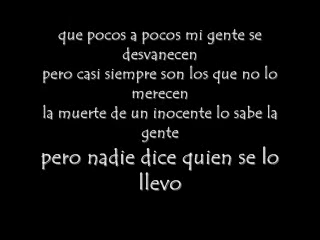 que pocos a pocos mi gente se
desvanecen
pero casi siempre son los que no lo
merecen
la muerte de un inocente lo sabe la
gente
pero nadie dice quien se lo
llevo